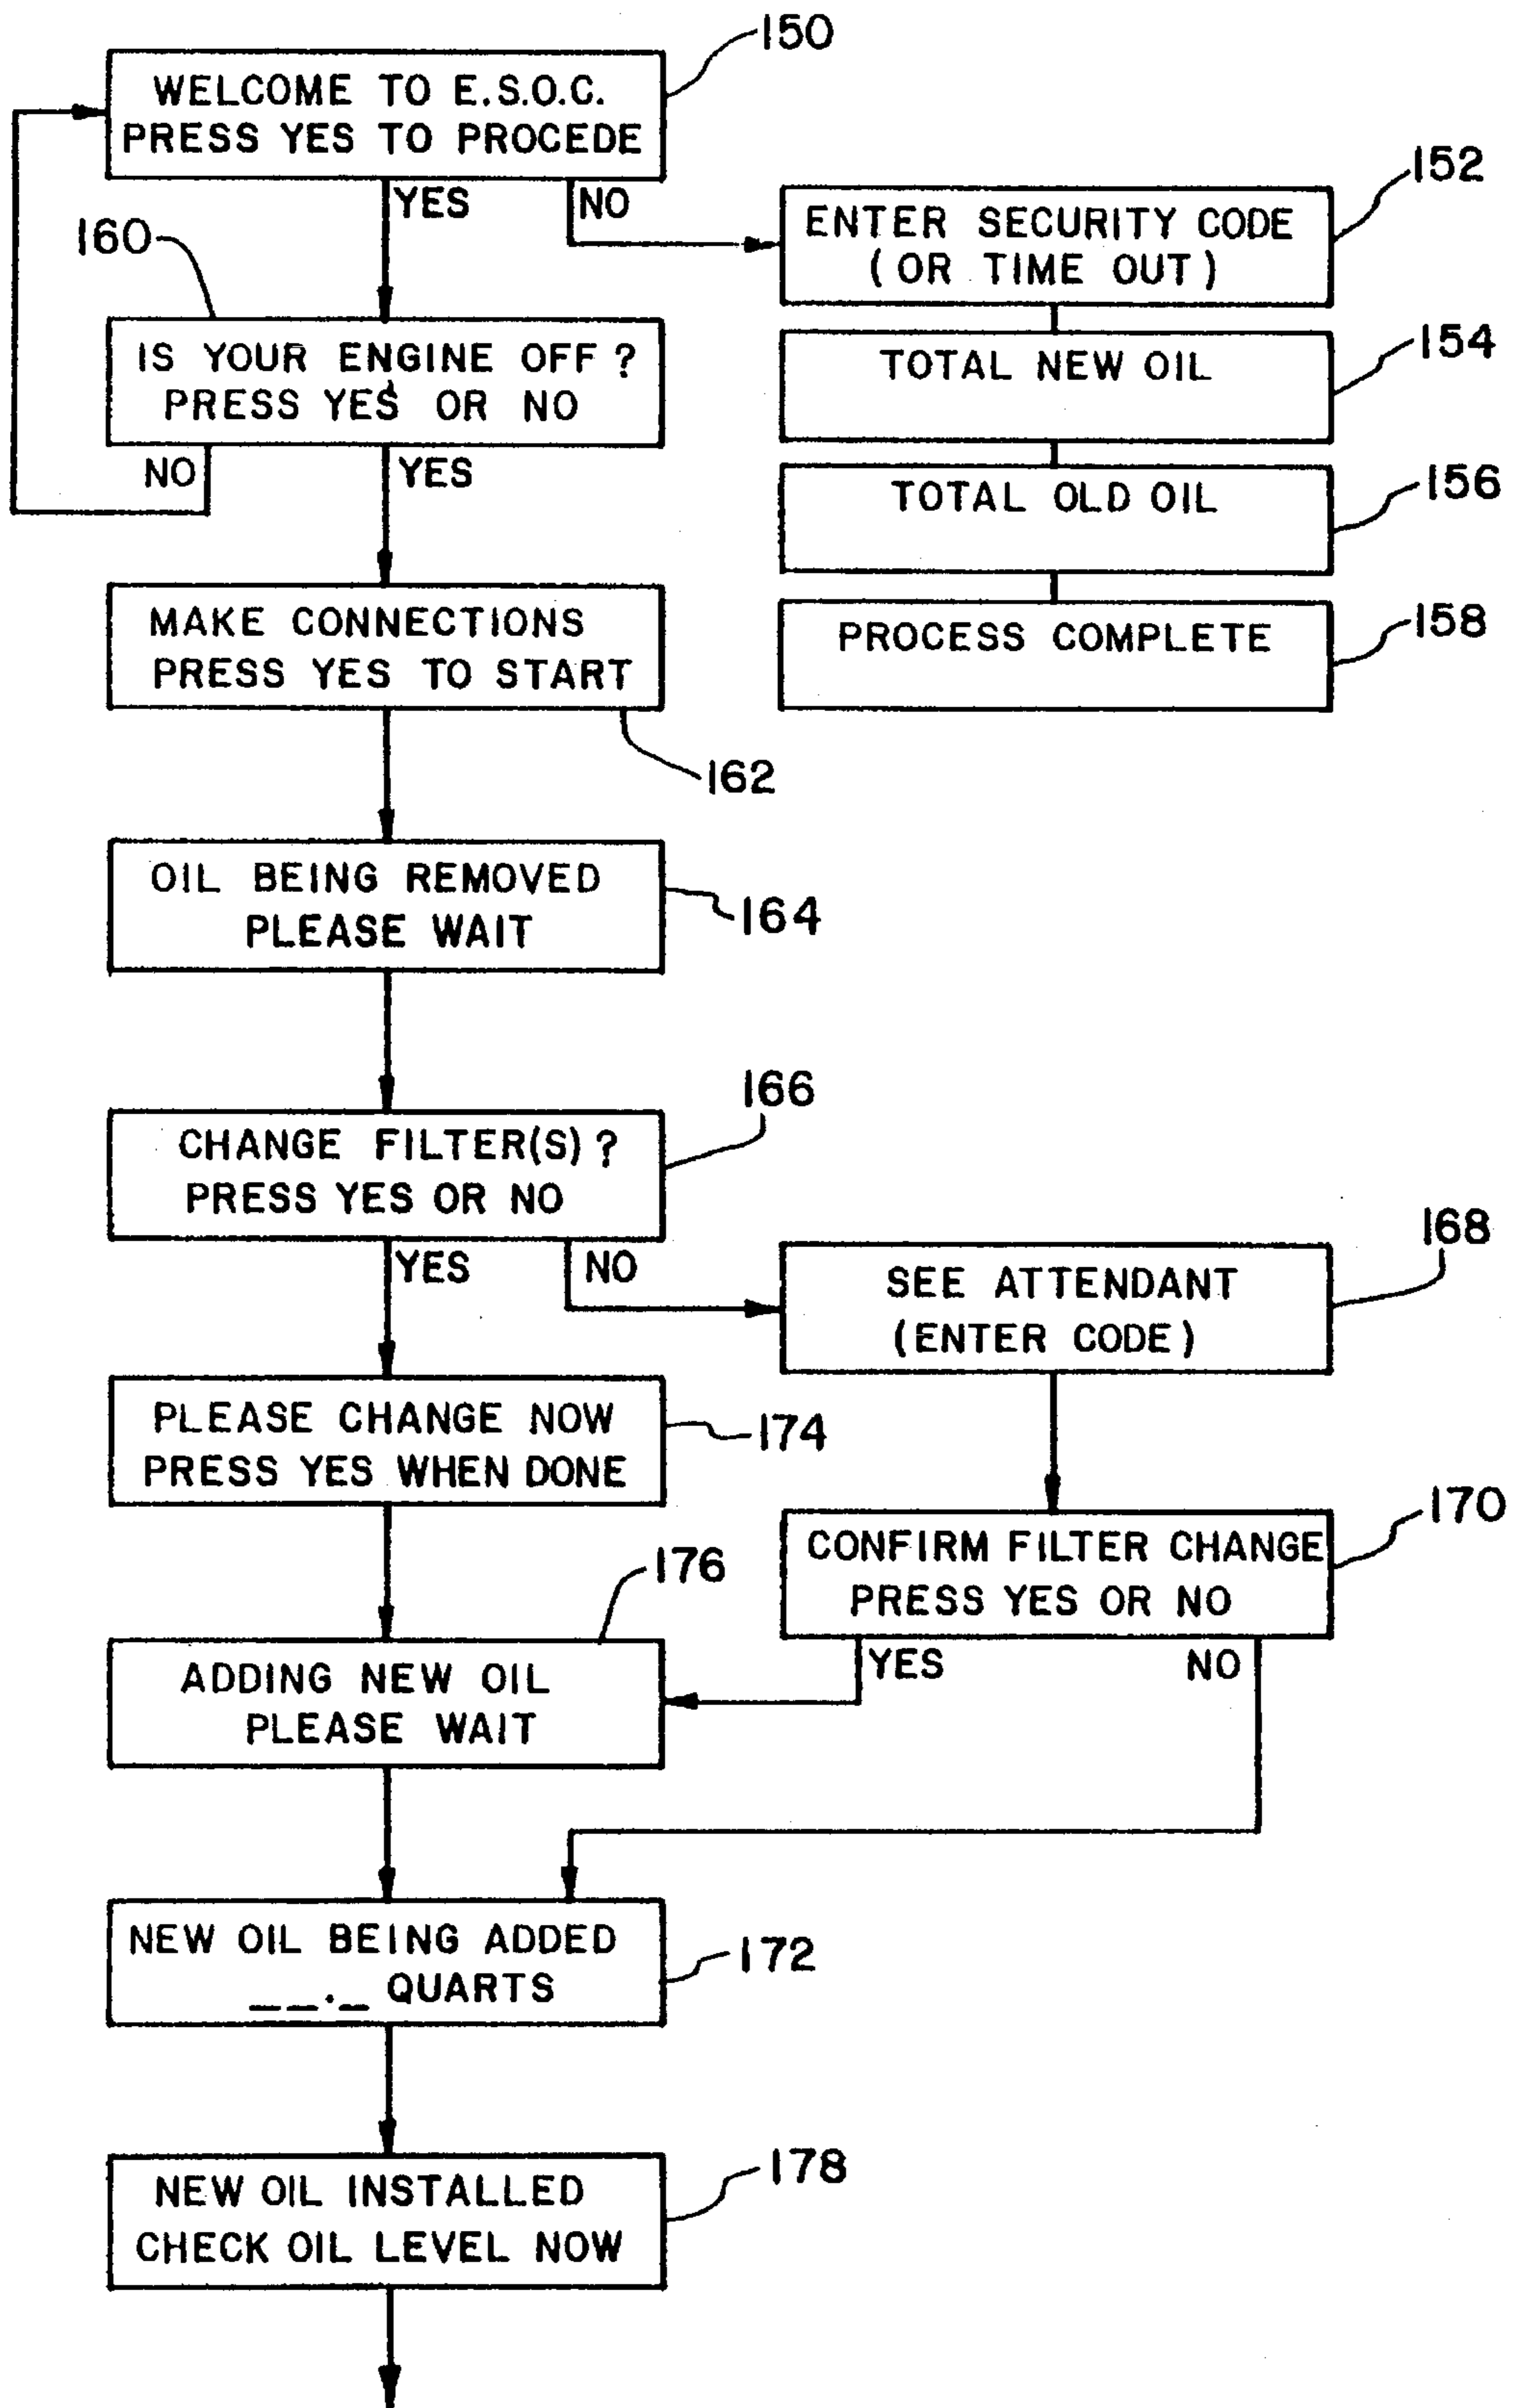 150
WELCOME TO E.S.O.C.
PRESS YES TO PROCEDE
YES
NO
152
ENTER SECURITY CODE
(OR TIME OUT)
154
TOTAL NEW OIL
156
TOTAL OLD OIL
158
PROCESS COMPLETE
160
IS YOUR ENGINE OFF?
PRESS YES OR NO
NO
YES
MAKE CONNECTIONS
PRESS YES TO START
162
OIL BEING REMOVED
PLEASE WAIT
164
166
CHANGE FILTER(S)?
PRESS YES OR NO
YES
NO
168
SEE ATTENDANT
(ENTER CODE)
PLEASE CHANGE NOW
PRESS YES WHEN DONE
174
170
CONFIRM FILTER CHANGE
PRESS YES OR NO
YES
NO
176
ADDING NEW OIL
PLEASE WAIT
NEW OIL BEING ADDED
__._ QUARTS
172
178
NEW OIL INSTALLED
CHECK OIL LEVEL NOW